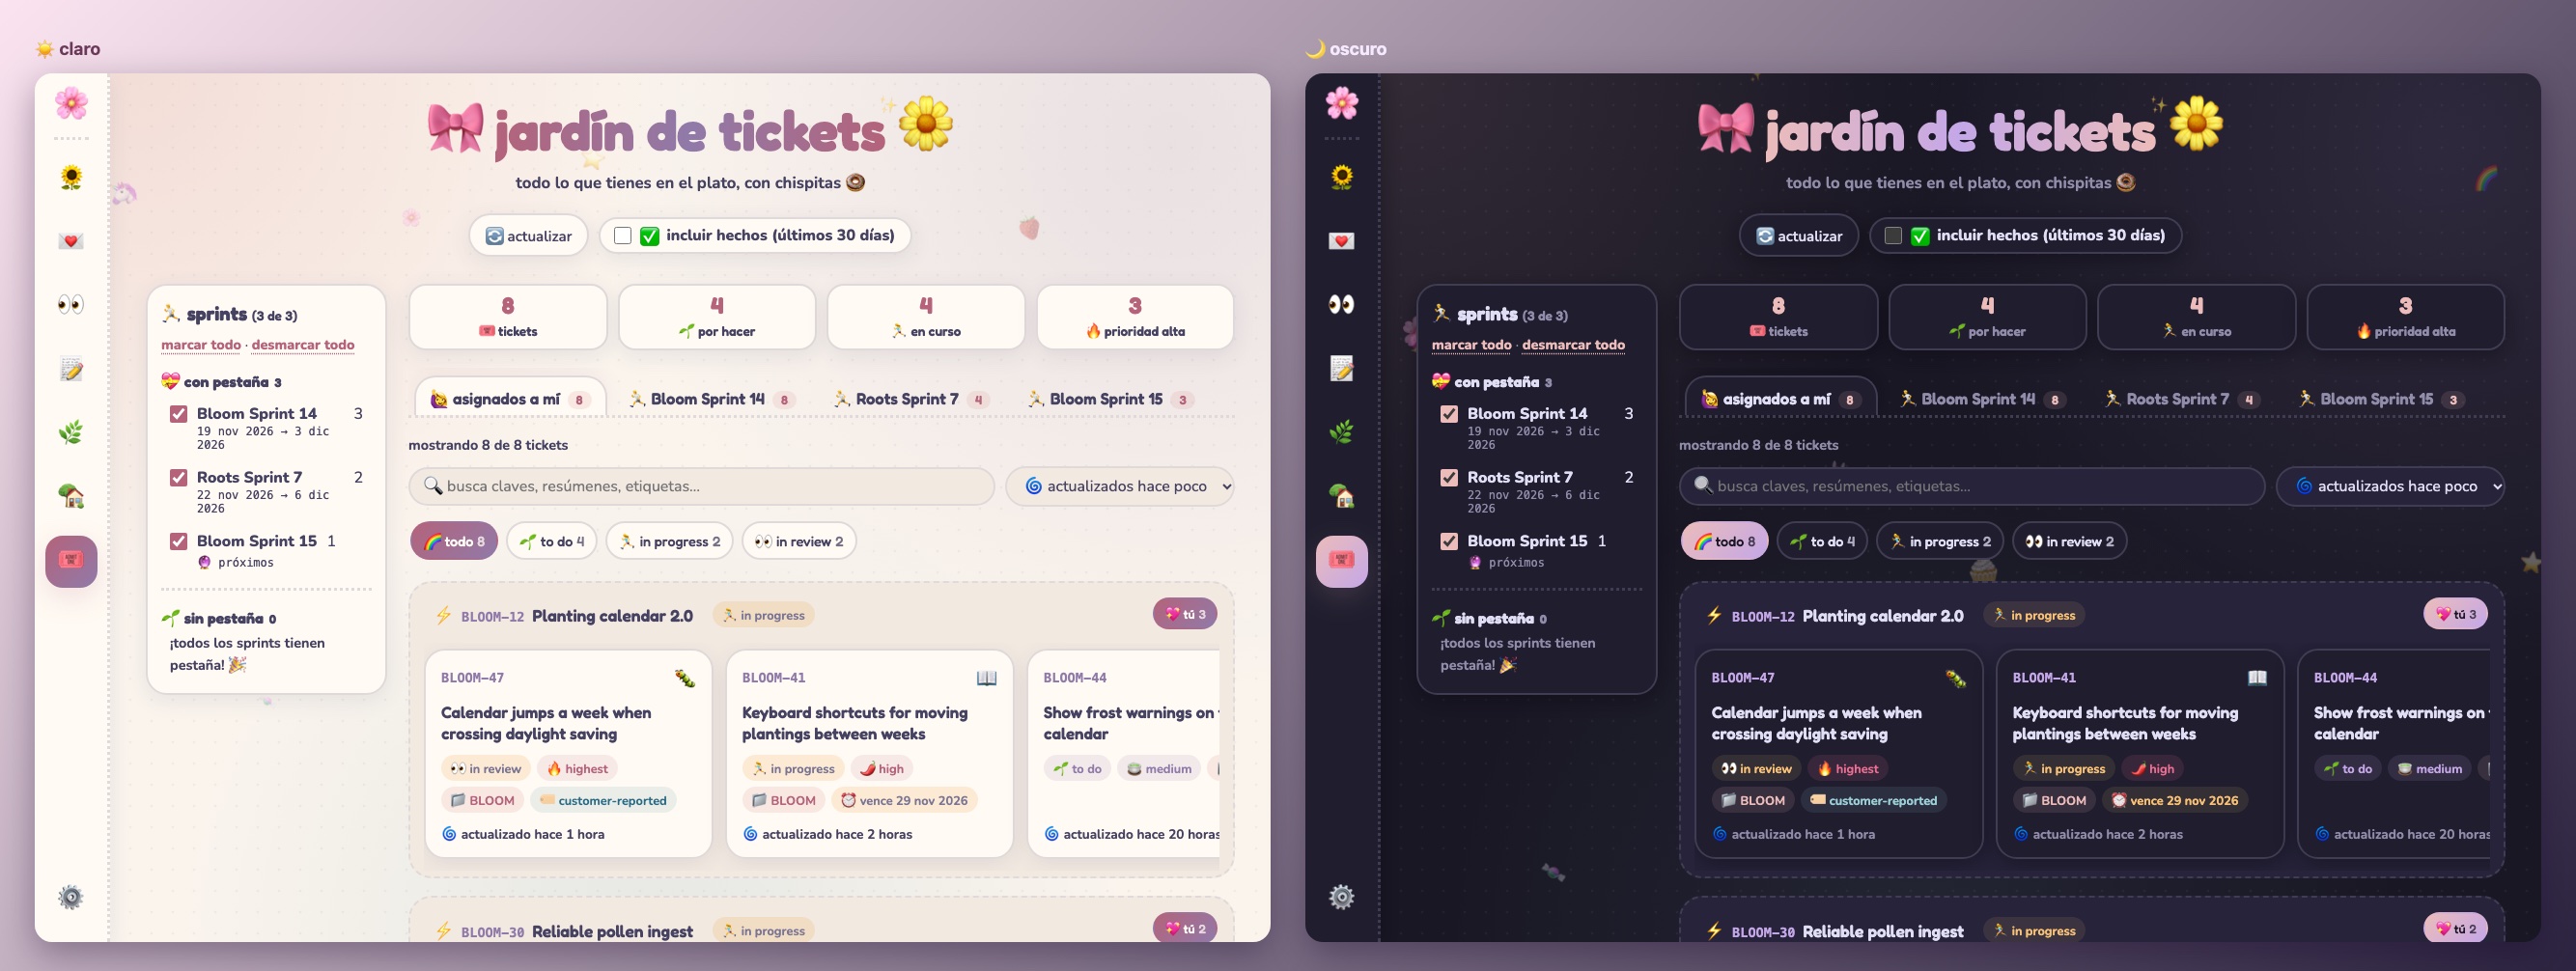 claro
jardín de tickets
todo lo que tienes en el plato, con chispitas
actualizar
incluir hechos (últimos 30 días)
sprints (3 de 3)
marcar todo · desmarcar todo
con pestaña 3
Bloom Sprint 14 3
19 nov 2026 → 3 dic
2026
Roots Sprint 7 2
22 nov 2026 → 6 dic
2026
Bloom Sprint 15 1
próximos
sin pestaña 0
¡todos los sprints tienen
pestaña!
8
tickets
4
por hacer
4
en curso
3
prioridad alta
asignados a mí 8
Bloom Sprint 14 8
Roots Sprint 7 4
Bloom Sprint 15 3
mostrando 8 de 8 tickets
busca claves, resúmenes, etiquetas...
actualizados hace poco
todo 8
to do 4
in progress 2
in review 2
BLOOM-12 Planting calendar 2.0 in progress
tú 3
BLOOM-47
Calendar jumps a week when
crossing daylight saving
in review highest
BLOOM customer-reported
actualizado hace 1 hora
BLOOM-41
Keyboard shortcuts for moving
plantings between weeks
in progress high
BLOOM vence 29 nov 2026
actualizado hace 2 horas
BLOOM-44
Show frost warnings on
calendar
to do medium
actualizado hace 20 horas
BLOOM-30 Reliable pollen ingest in progress
tú 2
oscuro
jardín de tickets
todo lo que tienes en el plato, con chispitas
actualizar
incluir hechos (últimos 30 días)
sprints (3 de 3)
marcar todo · desmarcar todo
con pestaña 3
Bloom Sprint 14 3
19 nov 2026 → 3 dic
2026
Roots Sprint 7 2
22 nov 2026 → 6 dic
2026
Bloom Sprint 15 1
próximos
sin pestaña 0
¡todos los sprints tienen
pestaña!
8
tickets
4
por hacer
4
en curso
3
prioridad alta
asignados a mí 8
Bloom Sprint 14 8
Roots Sprint 7 4
Bloom Sprint 15 3
mostrando 8 de 8 tickets
busca claves, resúmenes, etiquetas...
actualizados hace poco
todo 8
to do 4
in progress 2
in review 2
BLOOM-12 Planting calendar 2.0 in progress
tú 3
BLOOM-47
Calendar jumps a week when
crossing daylight saving
in review highest
BLOOM customer-reported
actualizado hace 1 hora
BLOOM-41
Keyboard shortcuts for moving
plantings between weeks
in progress high
BLOOM vence 29 nov 2026
actualizado hace 2 horas
BLOOM-44
Show frost warnings on
calendar
to do medium
actualizado hace 20 horas
BLOOM-30 Reliable pollen ingest in progress
tú 2